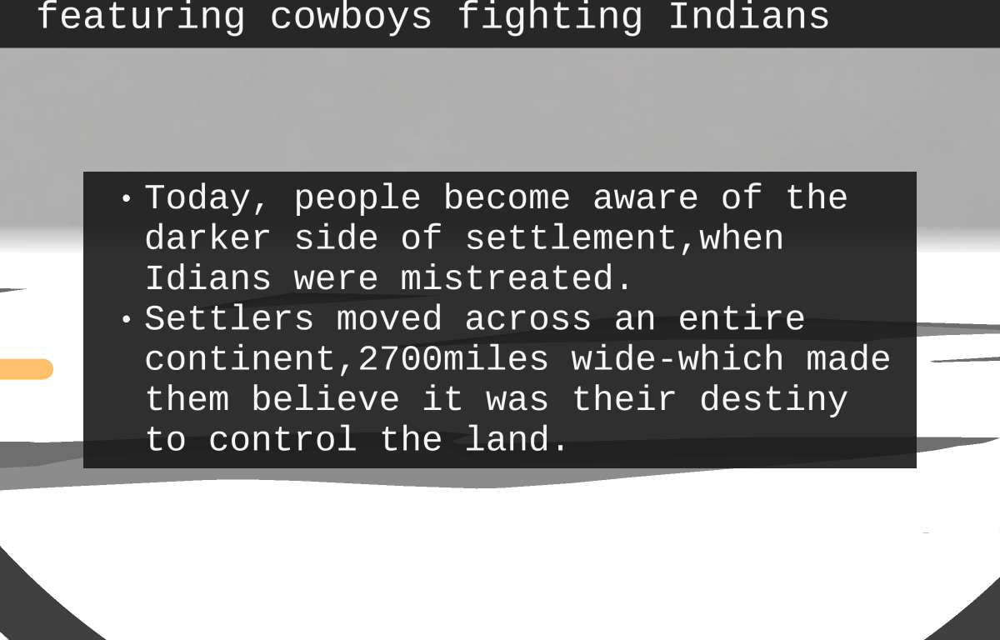 featuring cowboys fighting Indians
• Today, people become aware of the
darker side of settlement,when
Idians were mistreated.
• Settlers moved across an entire
continent,2700miles wide-which made
them believe it was their destiny
to control the land.